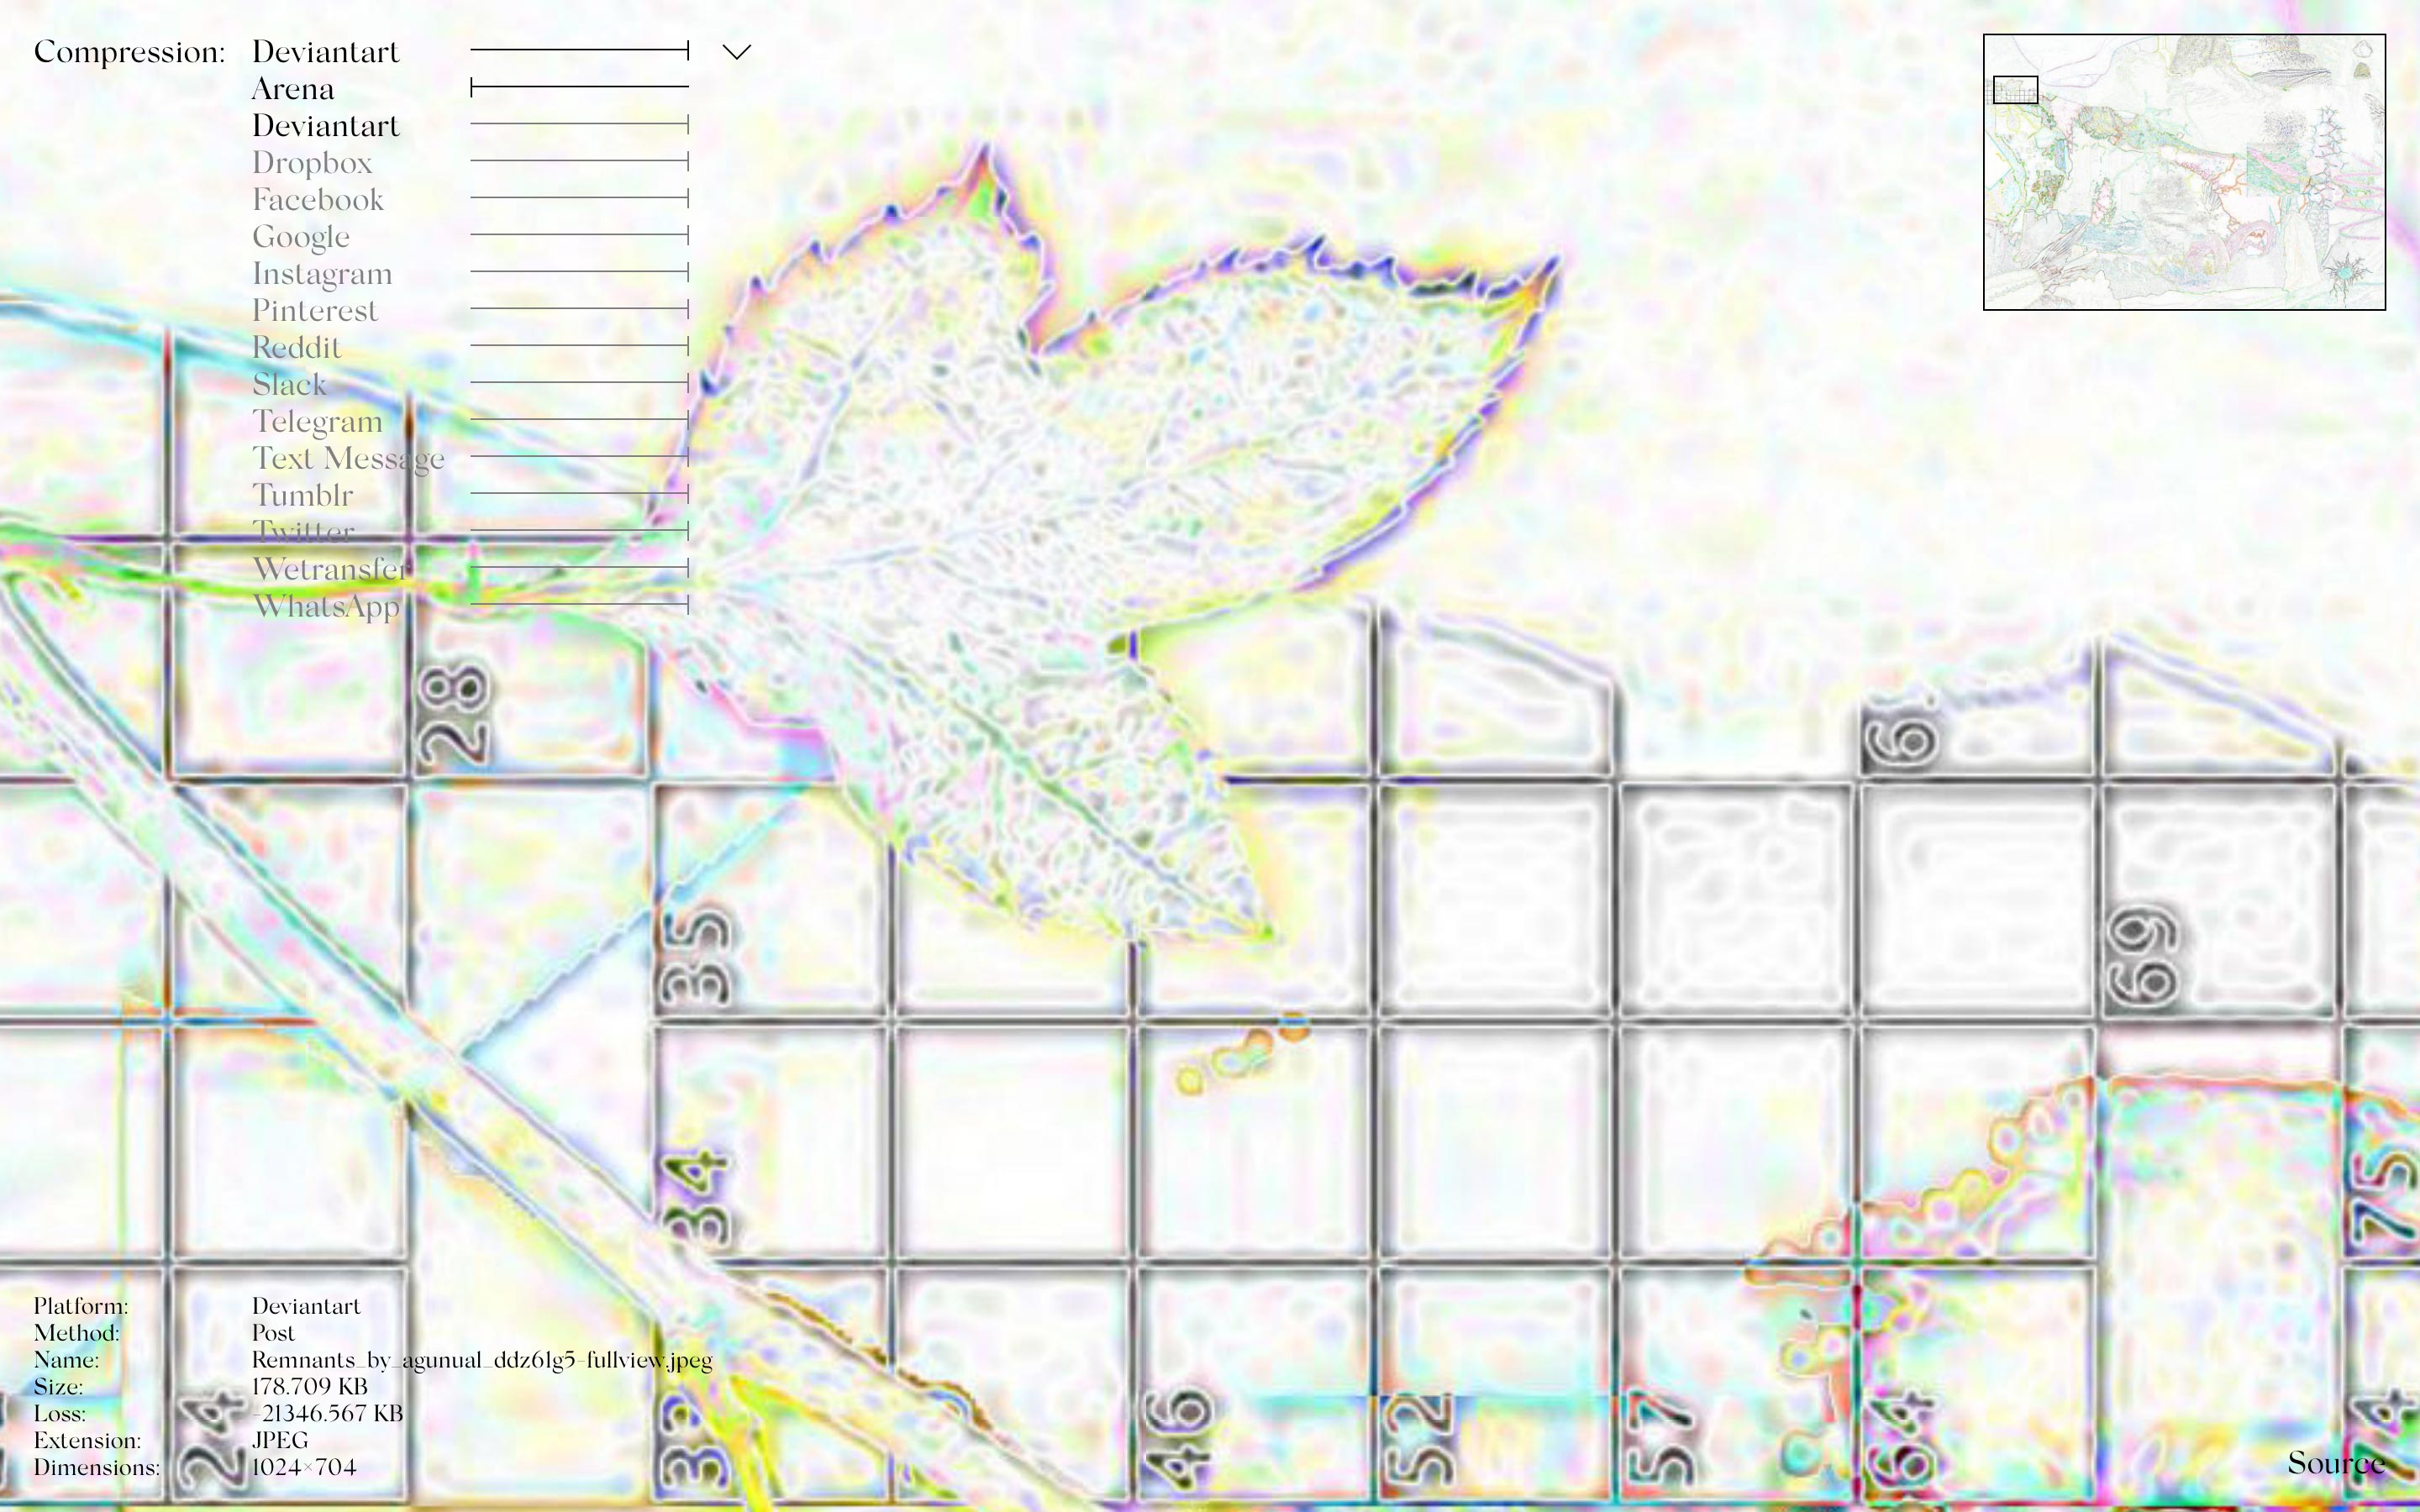 Compression: Deviantart
Arena
Deviantart
Dropbox
Facebook
Google
Instagram
Pinterest
Reddit
Slack
Telegram
Text Message
Tumblr
Twitter
Wetransfer
WhatsApp
28
6
35
69
34
75
Platform: Deviantart
Method: Post
Name: Remnants_by_agunual_ddz61g5-fullview.jpeg
Size: 178.709 KB
Loss: -21346.567 KB
Extension: JPEG
Dimensions: 1024×704
24
33
46
52
57
64
74
Source